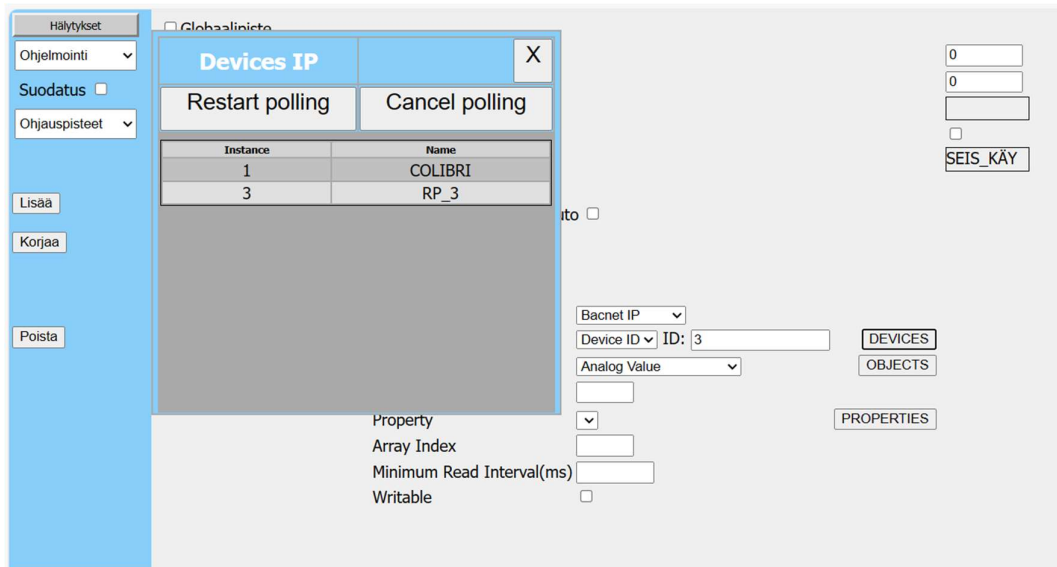 Hälytykset
Ohjelmointi
Suodatus
Ohjauspisteet
Lisää
Korjaa
Poista
Devices IP X
Restart polling Cancel polling
Instance Name
1 COLIBRI
3 RP_3
0
0
SEIS_KÄY
Bacnet IP
Device ID ID: 3 DEVICES
Analog Value OBJECTS
Property PROPERTIES
Array Index
Minimum Read Interval(ms)
Writable